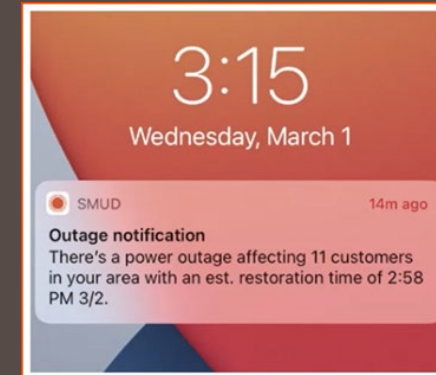 3:15
Wednesday, March 1
SMUD 14m ago
Outage notification
There's a power outage affecting 11 customers
in your area with an est. restoration time of 2:58
PM 3/2.